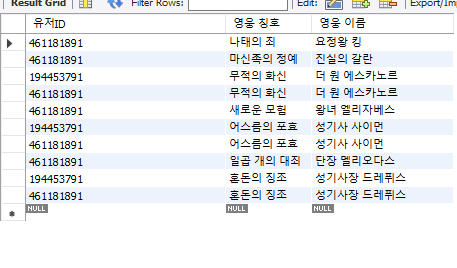 Result Grid Filter Rows: Edit: Export/Imp
유저ID 영웅 칭호 영웅 이름
461181891 나태의 죄 요정왕 킹
461181891 마신족의 정예 진실의 갈란
194453791 무적의 화신 더 원 에스카노르
461181891 무적의 화신 더 원 에스카노르
461181891 새로운 모험 왕녀 엘리자베스
194453791 어스름의 포효 성기사 사이먼
461181891 어스름의 포효 성기사 사이먼
461181891 일곱 개의 대죄 단장 멜리오다스
194453791 혼돈의 징조 성기사장 드레퓌스
461181891 혼돈의 징조 성기사장 드레퓌스
NULL NULL NULL